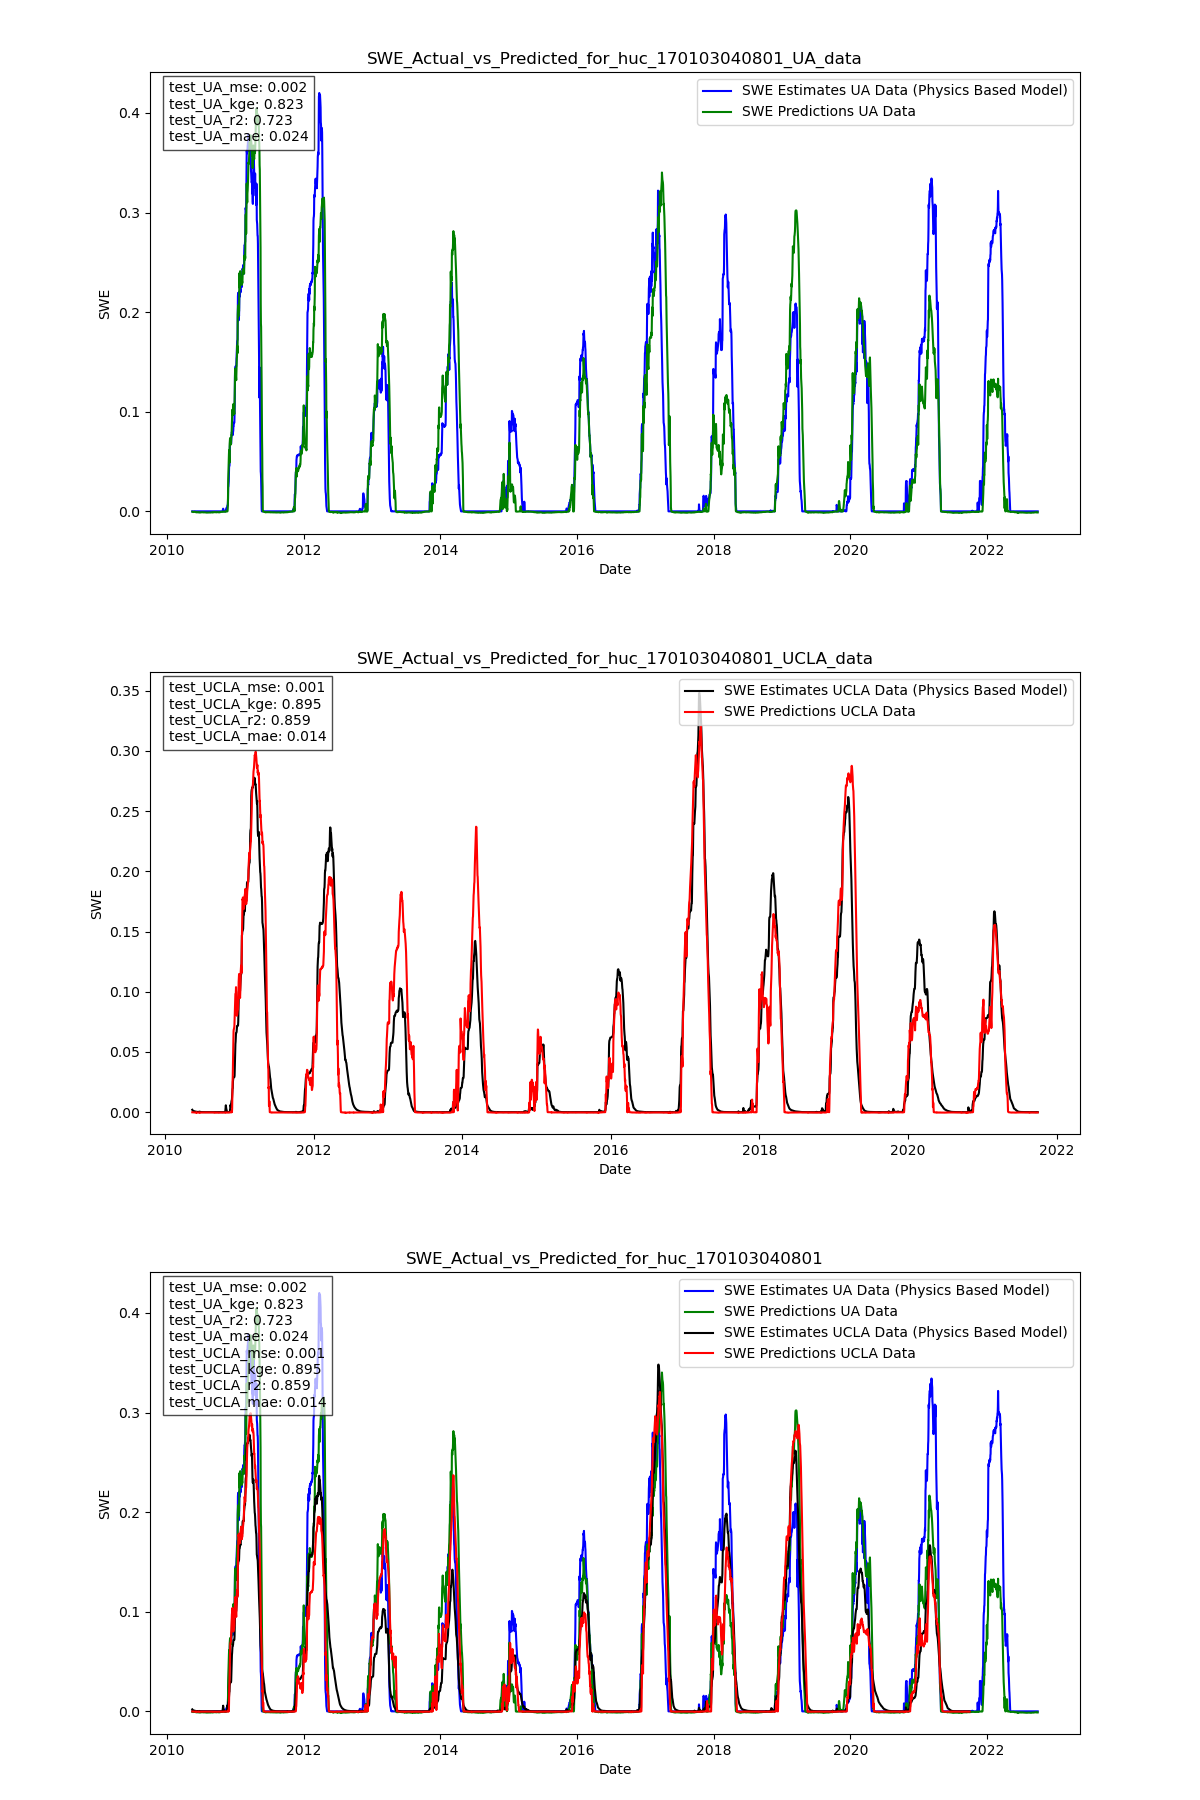 SWE_Actual_vs_Predicted_for_huc_170103040801_UA_data
test_UA_mse: 0.002
test_UA_kge: 0.823
test_UA_r2: 0.723
test_UA_mae: 0.024
SWE Estimates UA Data (Physics Based Model)
SWE Predictions UA Data
0.4
0.3
0.2
0.1
0.0
SWE
2010 2012 2014 2016 2018 2020 2022
Date
SWE_Actual_vs_Predicted_for_huc_170103040801_UCLA_data
test_UCLA_mse: 0.001
test_UCLA_kge: 0.895
test_UCLA_r2: 0.859
test_UCLA_mae: 0.014
SWE Estimates UCLA Data (Physics Based Model)
SWE Predictions UCLA Data
0.35
0.30
0.25
0.20
0.15
0.10
0.05
0.00
SWE
2010 2012 2014 2016 2018 2020 2022
Date
SWE_Actual_vs_Predicted_for_huc_170103040801
test_UA_mse: 0.002
test_UA_kge: 0.823
test_UA_r2: 0.723
test_UA_mae: 0.024
test_UCLA_mse: 0.001
test_UCLA_kge: 0.895
test_UCLA_r2: 0.859
test_UCLA_mae: 0.014
SWE Estimates UA Data (Physics Based Model)
SWE Predictions UA Data
SWE Estimates UCLA Data (Physics Based Model)
SWE Predictions UCLA Data
0.4
0.3
0.2
0.1
0.0
SWE
2010 2012 2014 2016 2018 2020 2022
Date